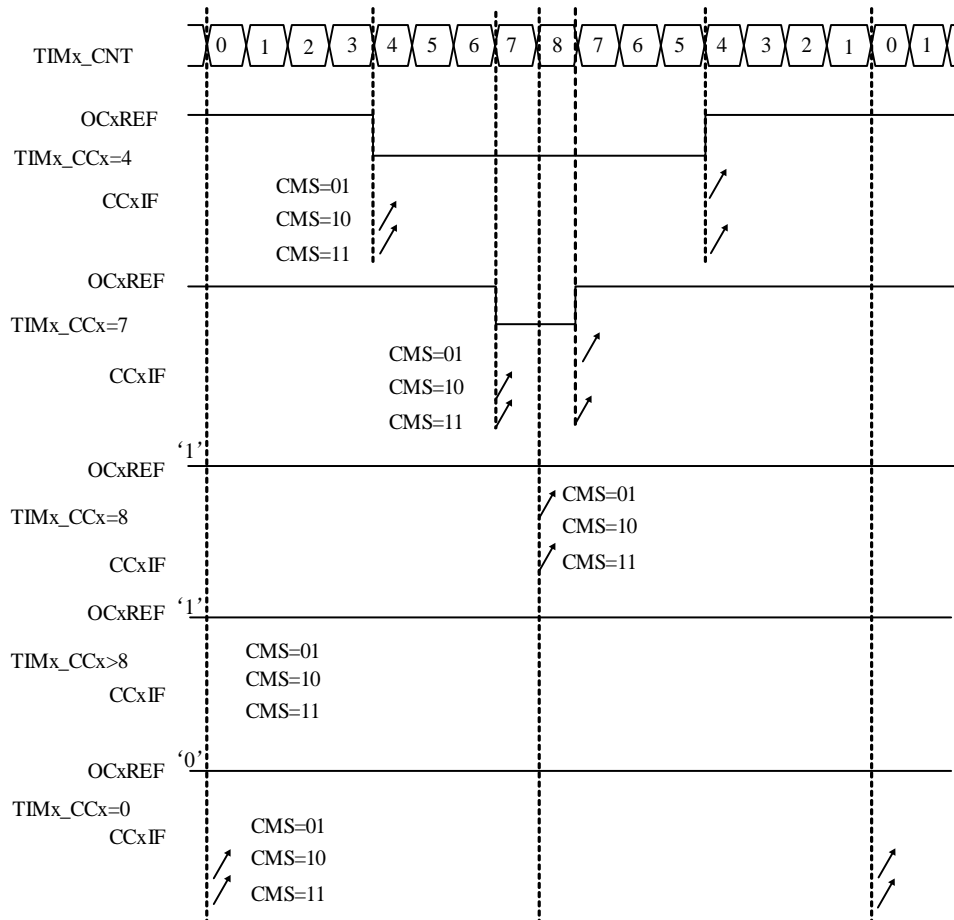 TIMx_CNT 0 1 2 3 4 5 6 7 8 7 6 5 4 3 2 1 0 1
OCxREF
TIMx_CCx=4
CMS=01
CCxIF
CMS=10
CMS=11
OCxREF
TIMx_CCx=7
CMS=01
CCxIF
CMS=10
CMS=11
OCxREF ‘1’
CMS=01
TIMx_CCx=8
CMS=10
CCxIF
CMS=11
OCxREF ‘1’
CMS=01
TIMx_CCx>8
CMS=10
CCxIF
CMS=11
OCxREF ‘0’
TIMx_CCx=0
CMS=01
CCxIF
CMS=10
CMS=11